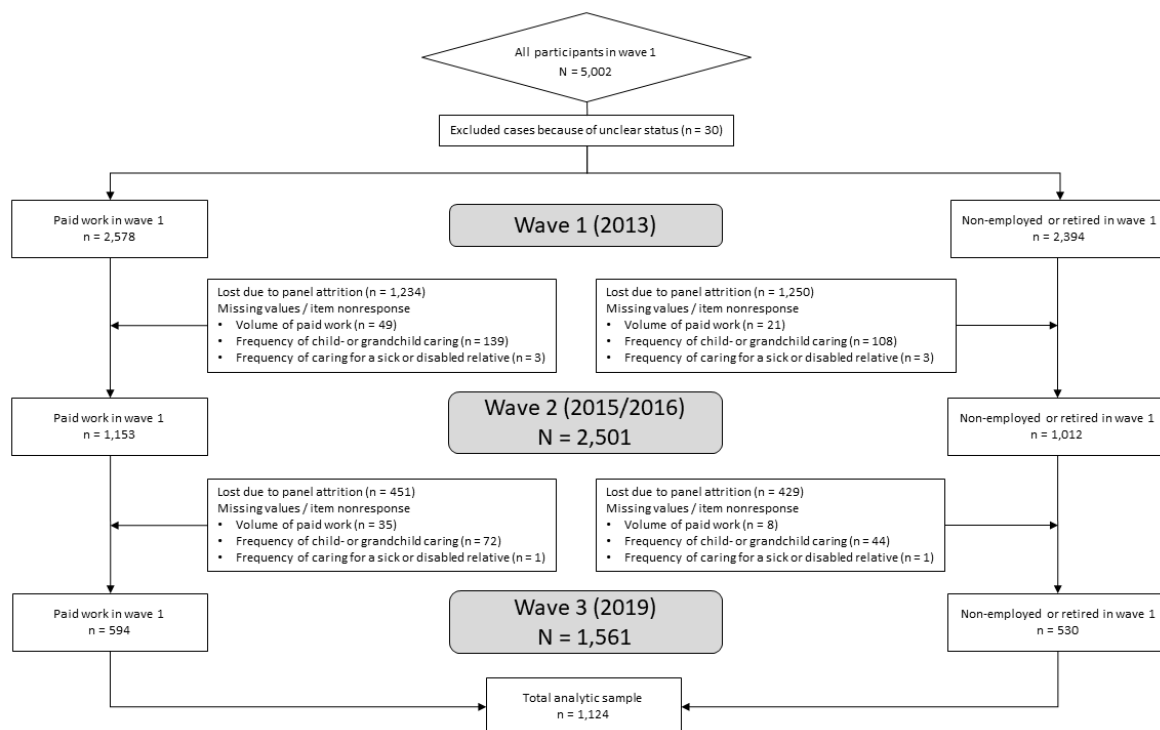 All participants in wave 1
N = 5,002
Excluded cases because of unclear status (n = 30)
Paid work in wave 1
n = 2,578
Wave 1 (2013)
Non-employed or retired in wave 1
n = 2,394
Lost due to panel attrition (n = 1,234)
Missing values / item nonresponse
• Volume of paid work (n = 49)
• Frequency of child- or grandchild caring (n = 139)
• Frequency of caring for a sick or disabled relative (n = 3)
Lost due to panel attrition (n = 1,250)
Missing values / item nonresponse
• Volume of paid work (n = 21)
• Frequency of child- or grandchild caring (n = 108)
• Frequency of caring for a sick or disabled relative (n = 3)
Paid work in wave 1
n = 1,153
Wave 2 (2015/2016)
N = 2,501
Non-employed or retired in wave 1
n = 1,012
Lost due to panel attrition (n = 451)
Missing values / item nonresponse
• Volume of paid work (n = 35)
• Frequency of child- or grandchild caring (n = 72)
• Frequency of caring for a sick or disabled relative (n = 1)
Lost due to panel attrition (n = 429)
Missing values / item nonresponse
• Volume of paid work (n = 8)
• Frequency of child- or grandchild caring (n = 44)
• Frequency of caring for a sick or disabled relative (n = 1)
Paid work in wave 1
n = 594
Wave 3 (2019)
N = 1,561
Non-employed or retired in wave 1
n = 530
Total analytic sample
n = 1,124